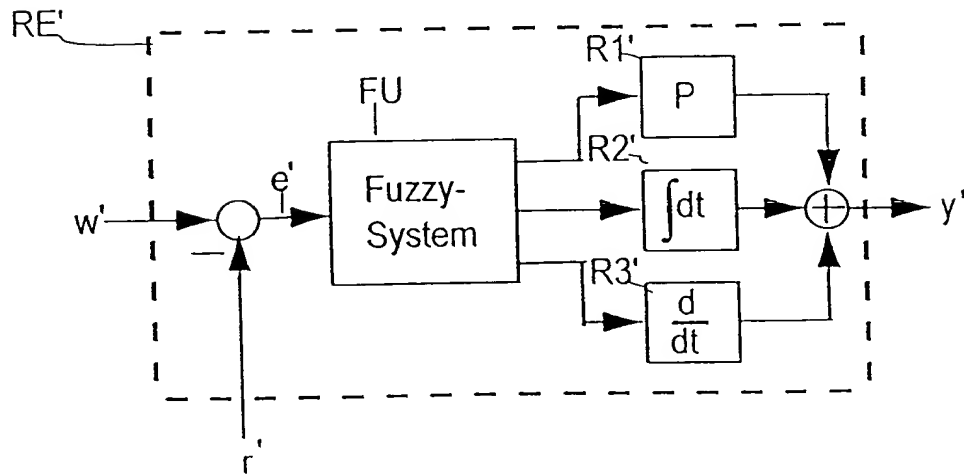 RE'
R1'
P
FU
R2'
e'
Fuzzy-
System
∫dt
w'
+
y'
−
R3'
d
dt
r'